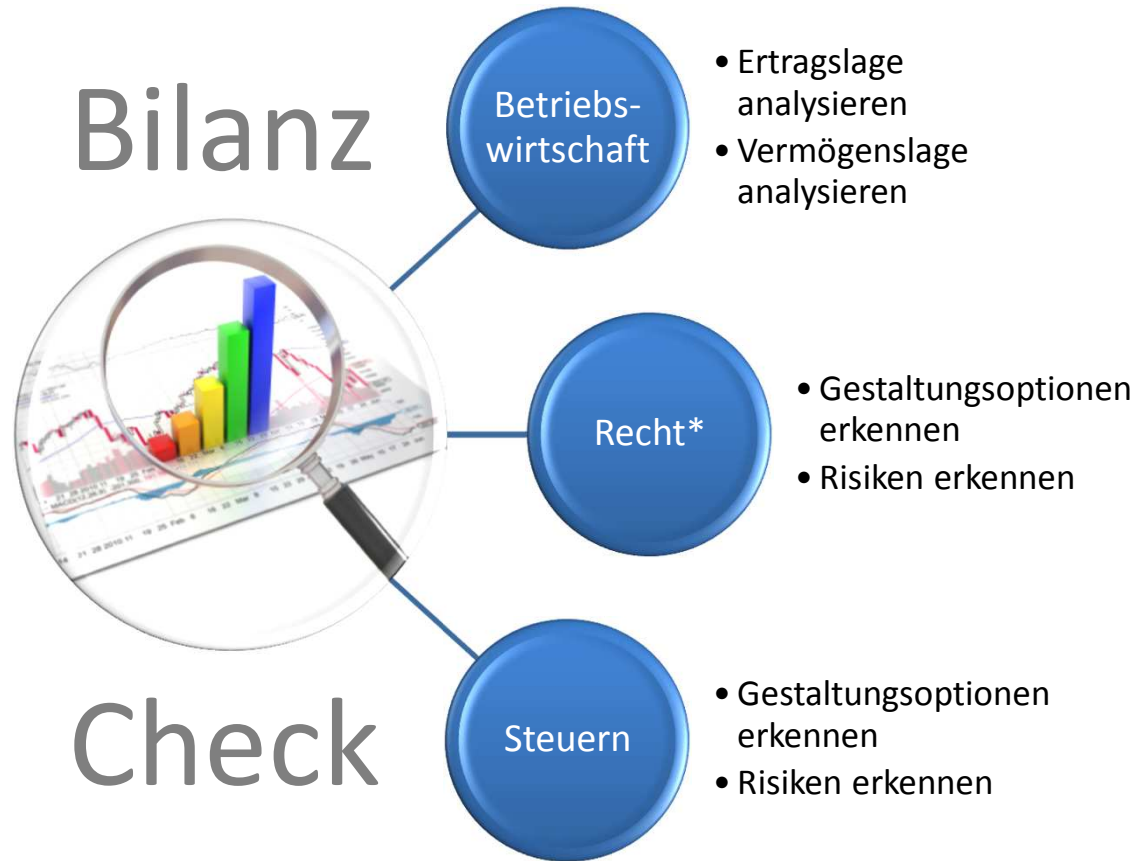 Bilanz
Betriebs-
wirtschaft
• Ertragslage
analysieren
• Vermögenslage
analysieren
Recht*
• Gestaltungsoptionen
erkennen
• Risiken erkennen
Check
Steuern
• Gestaltungsoptionen
erkennen
• Risiken erkennen